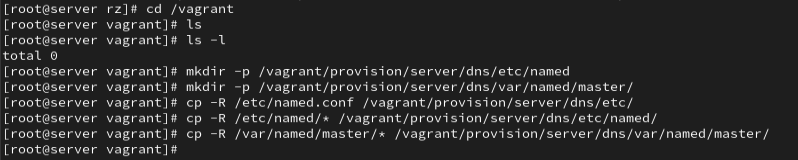 [root@server rz]# cd /vagrant
[root@server vagrant]# ls
[root@server vagrant]# ls -l
total 0
[root@server vagrant]# mkdir -p /vagrant/provision/server/dns/etc/named
[root@server vagrant]# mkdir -p /vagrant/provision/server/dns/var/named/master/
[root@server vagrant]# cp -R /etc/named.conf /vagrant/provision/server/dns/etc/
[root@server vagrant]# cp -R /etc/named/* /vagrant/provision/server/dns/etc/named/
[root@server vagrant]# cp -R /var/named/master/* /vagrant/provision/server/dns/var/named/master/
[root@server vagrant]#